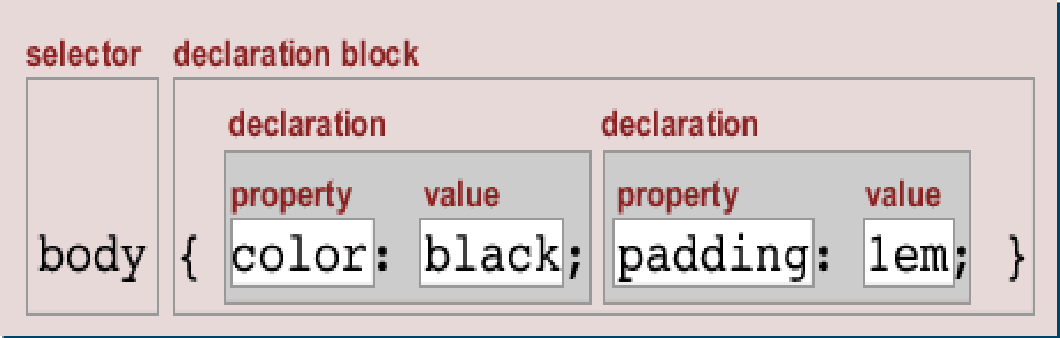 selector declaration block
declaration declaration
property value property value
body { color: black; padding: 1em; }